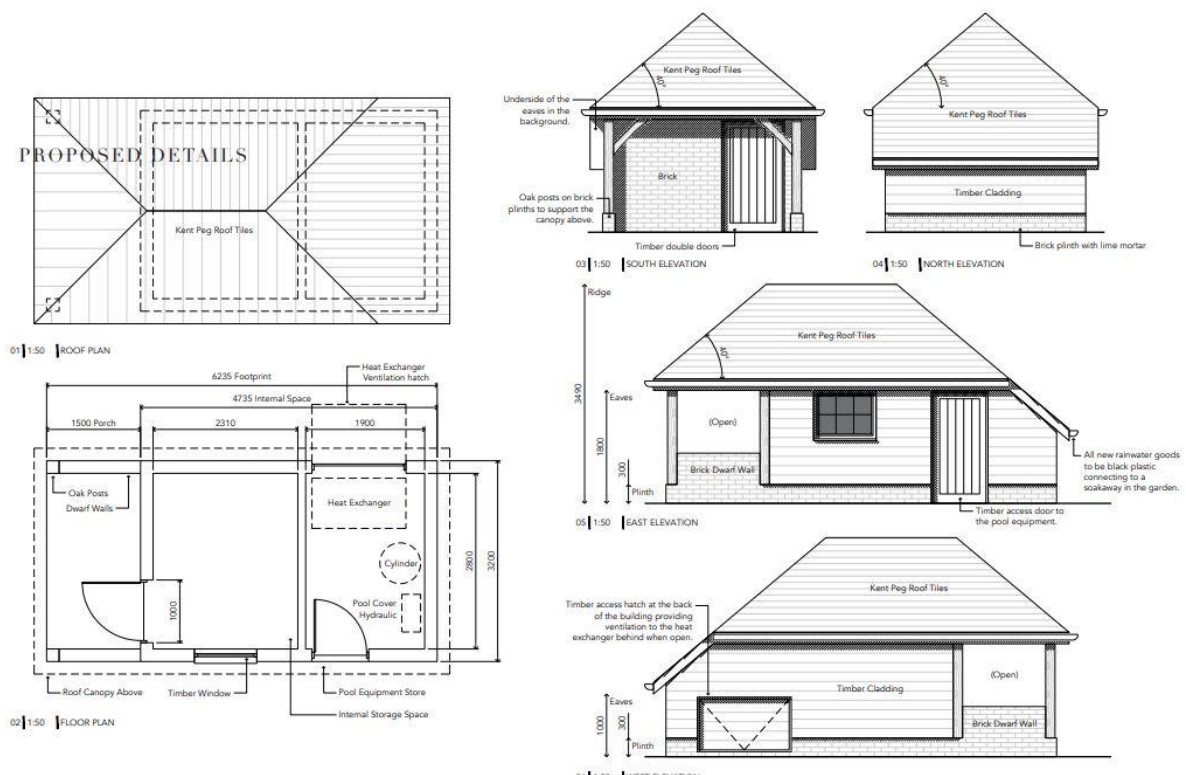 PROPOSED DETAILS
Kent Peg Roof Tiles
01 1:50 ROOF PLAN
6235 Footprint
4735 Internal Space
1500 Porch
2310
1900
Heat Exchanger
Ventilation hatch
Oak Posts
Dwarf Walls
Heat Exchanger
Cylinder
Pool Cover
Hydraulic
1000
2800
3200
Roof Canopy Above
Timber Window
Pool Equipment Store
Internal Storage Space
02 1:50 FLOOR PLAN
Kent Peg Roof Tiles
40°
Underside of the
eaves in the
background.
Brick
Oak posts on brick
plinths to support the
canopy above.
Timber double doors
03 1:50 SOUTH ELEVATION
40°
Kent Peg Roof Tiles
Timber Cladding
Brick plinth with lime mortar
04 1:50 NORTH ELEVATION
Ridge
Kent Peg Roof Tiles
40°
3490
Eaves
1800
300
Plinth
(Open)
Brick Dwarf Wall
All new rainwater goods
to be black plastic
connecting to a
soakaway in the garden.
Timber access door to
the pool equipment.
05 1:50 EAST ELEVATION
Kent Peg Roof Tiles
Timber access hatch at the back
of the building providing
ventilation to the heat
exchanger behind when open.
Timber Cladding
(Open)
Brick Dwarf Wall
Eaves
1000
300
Plinth